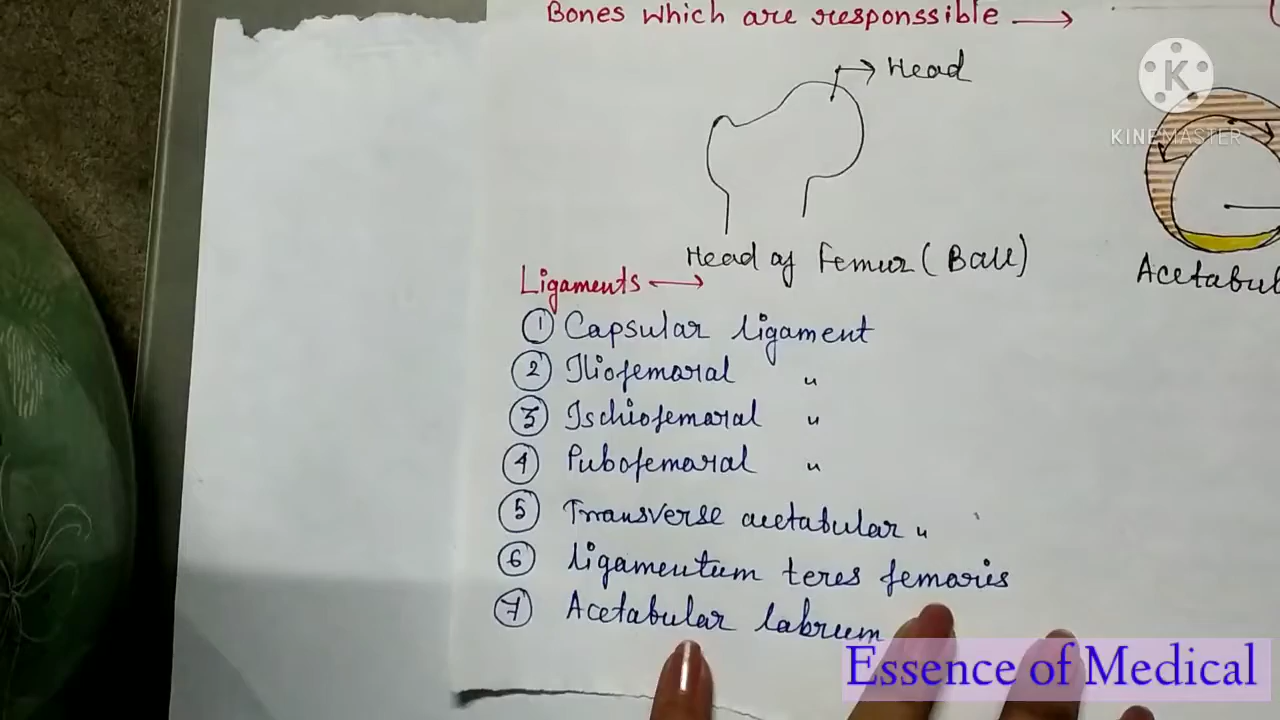 Bones which are responssible →
Head
K
KINEMASTER
Head of Femur (Ball)
Acetabul
Ligaments →
① Capsular ligament
② Iliofemoral "
③ Ischiofemoral "
④ Pubofemoral "
⑤ Transverse acetabular "
⑥ ligamentum teres femoris
⑦ Acetabular labrum
Essence of Medical